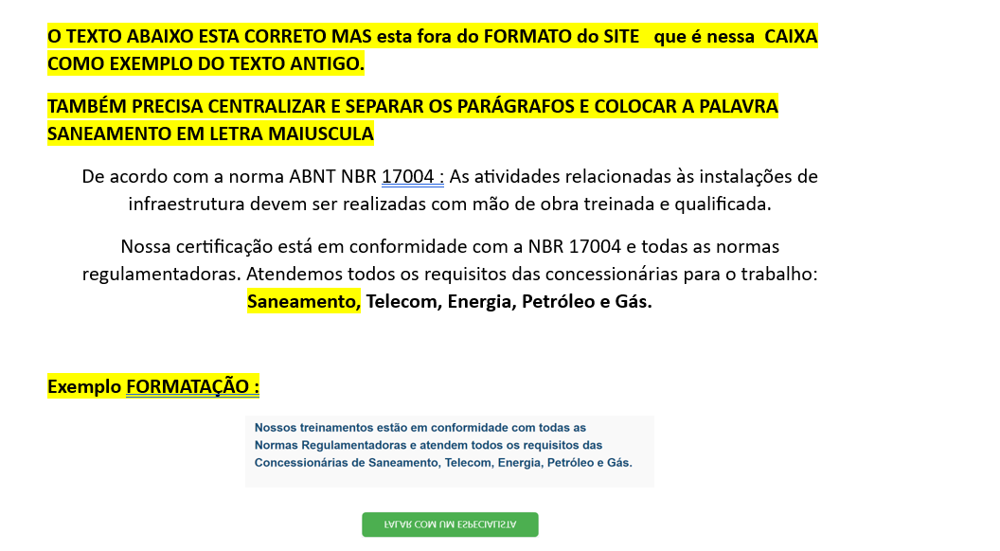 O TEXTO ABAIXO ESTA CORRETO MAS esta fora do FORMATO do SITE que é nessa CAIXA
COMO EXEMPLO DO TEXTO ANTIGO.
TAMBÉM PRECISA CENTRALIZAR E SEPARAR OS PARÁGRAFOS E COLOCAR A PALAVRA
SANEAMENTO EM LETRA MAIUSCULA
De acordo com a norma ABNT NBR 17004 : As atividades relacionadas às instalações de
infraestrutura devem ser realizadas com mão de obra treinada e qualificada.
Nossa certificação está em conformidade com a NBR 17004 e todas as normas
regulamentadoras. Atendemos todos os requisitos das concessionárias para o trabalho:
Saneamento, Telecom, Energia, Petróleo e Gás.
Exemplo FORMATAÇÃO :
Nossos treinamentos estão em conformidade com todas as
Normas Regulamentadoras e atendem todos os requisitos das
Concessionárias de Saneamento, Telecom, Energia, Petróleo e Gás.
FALAR COM UM ESPECIALISTA